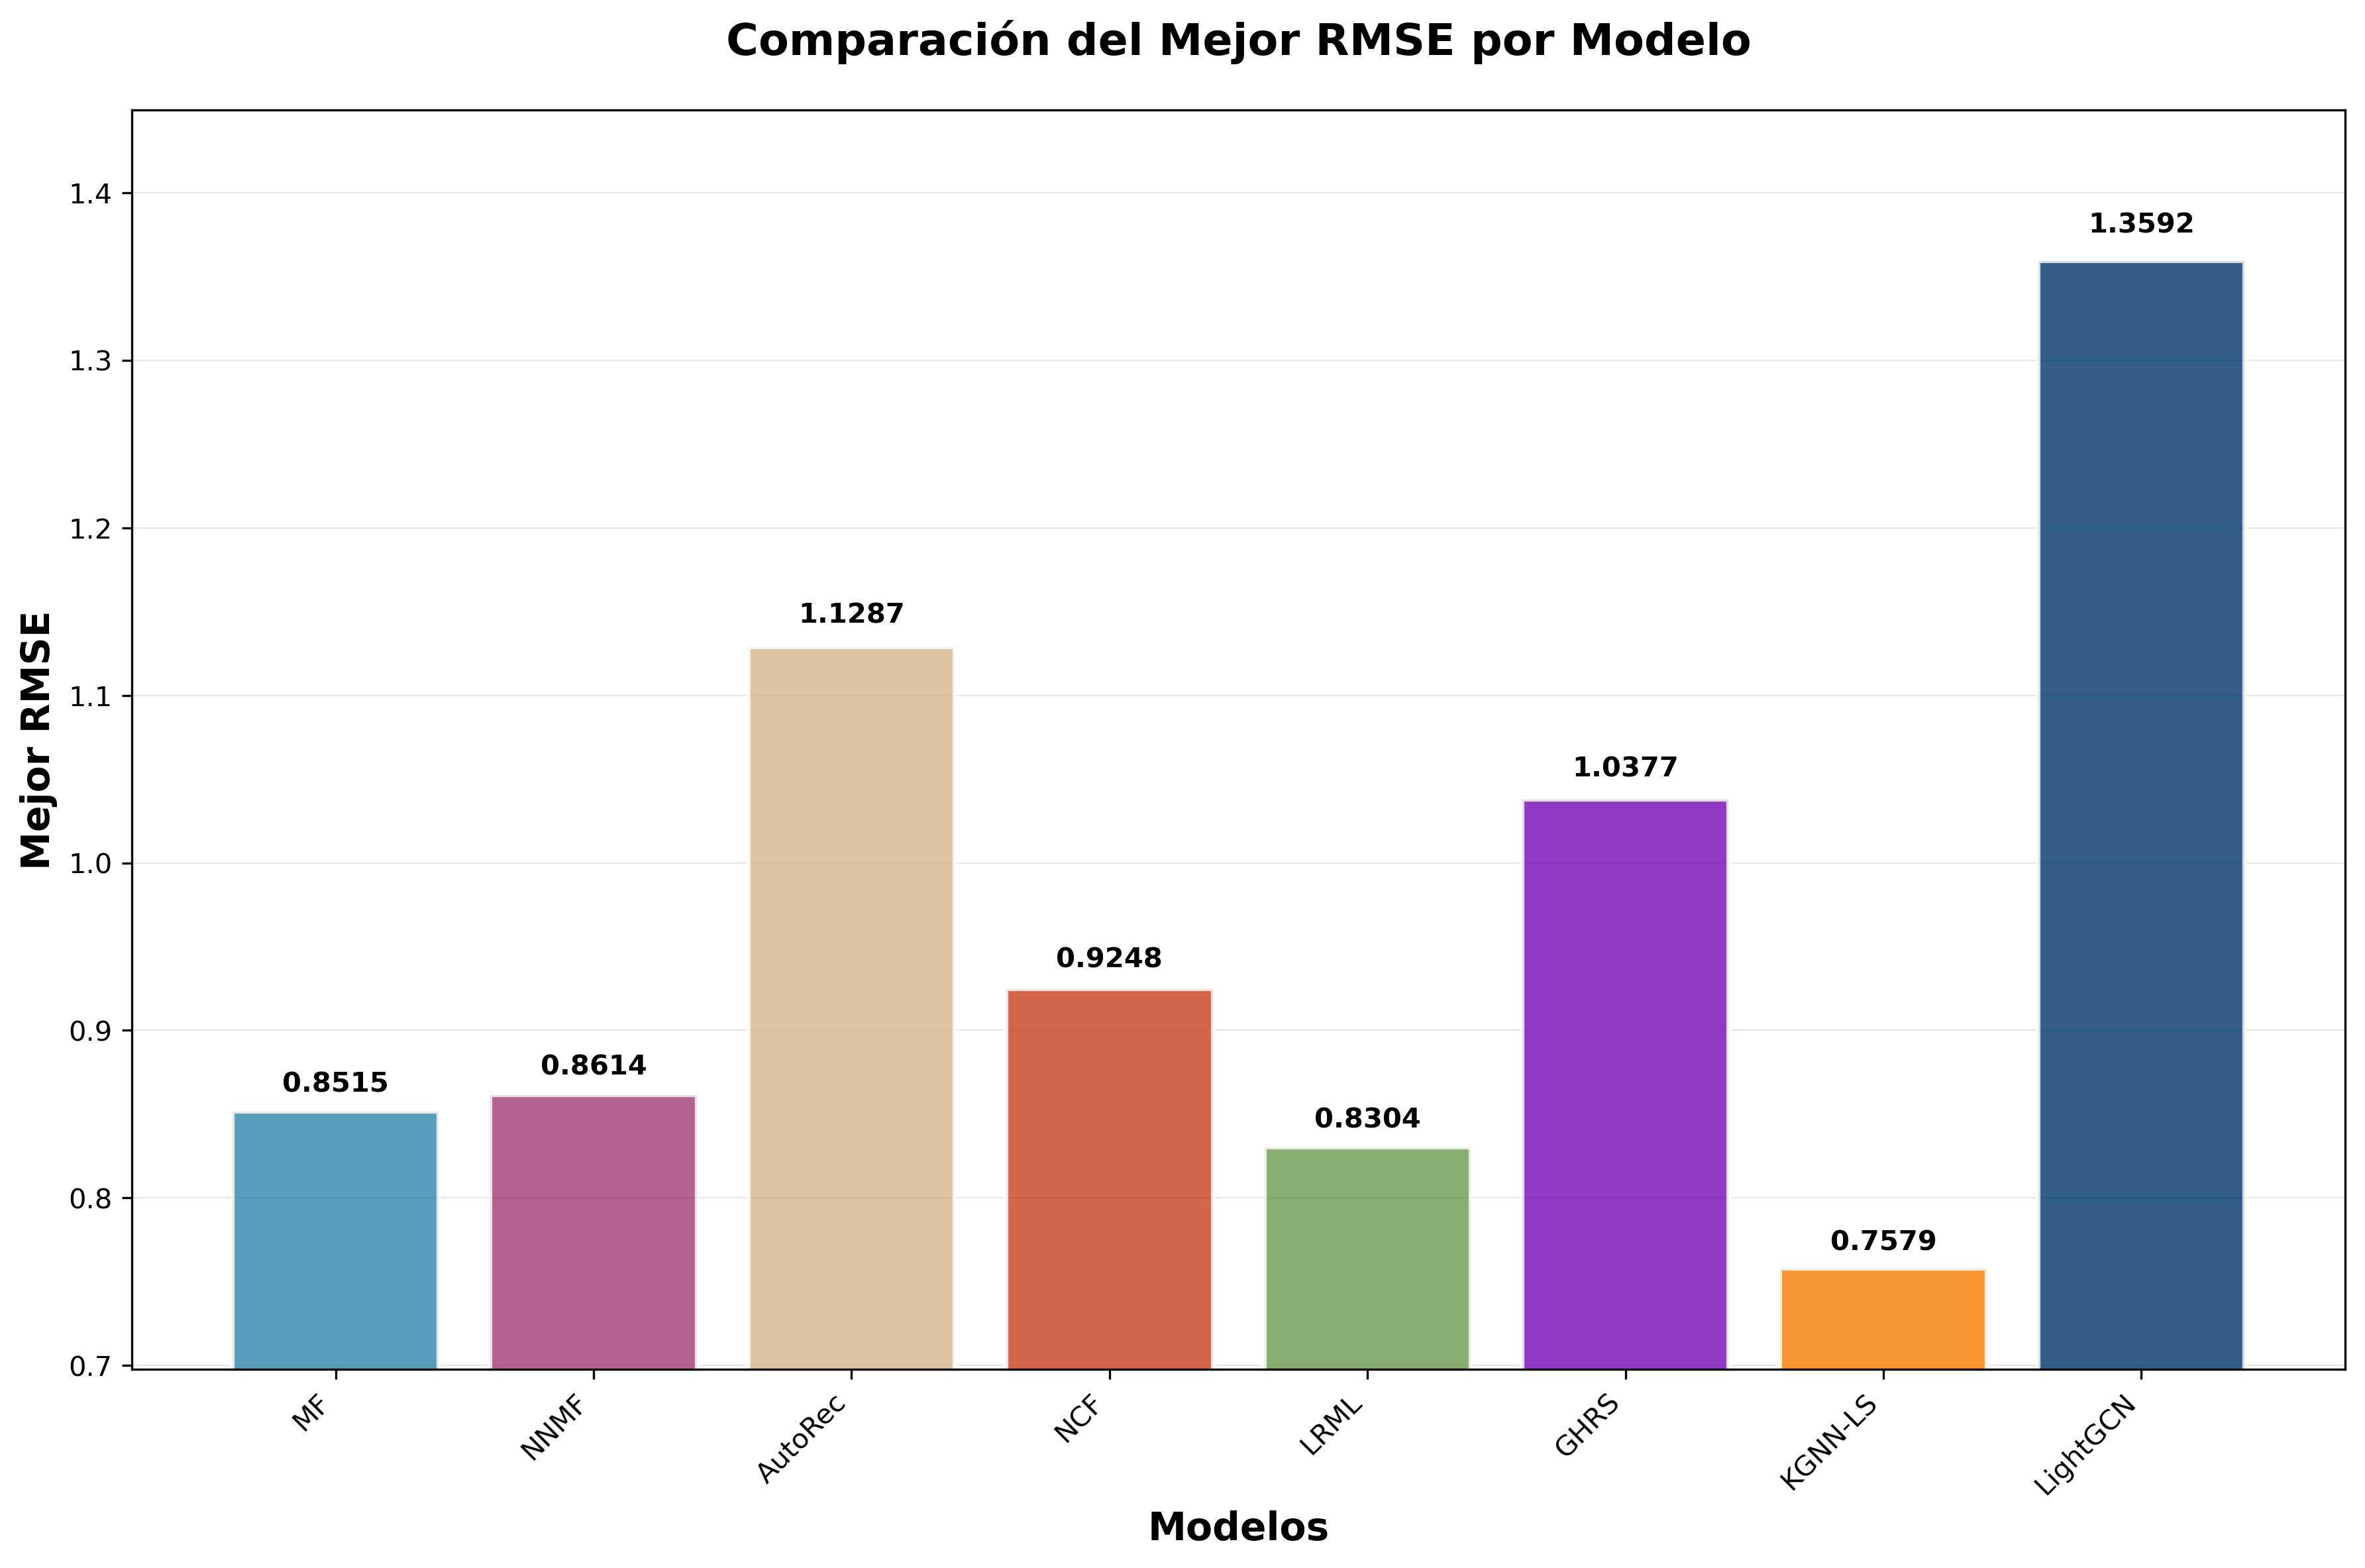 Comparación del Mejor RMSE por Modelo
Mejor RMSE
1.4
1.3
1.2
1.1
1.0
0.9
0.8
0.7
0.8515
0.8614
1.1287
0.9248
0.8304
1.0377
0.7579
1.3592
MF
NNMF
AutoRec
NCF
LRML
GHRS
KGNN-LS
LightGCN
Modelos